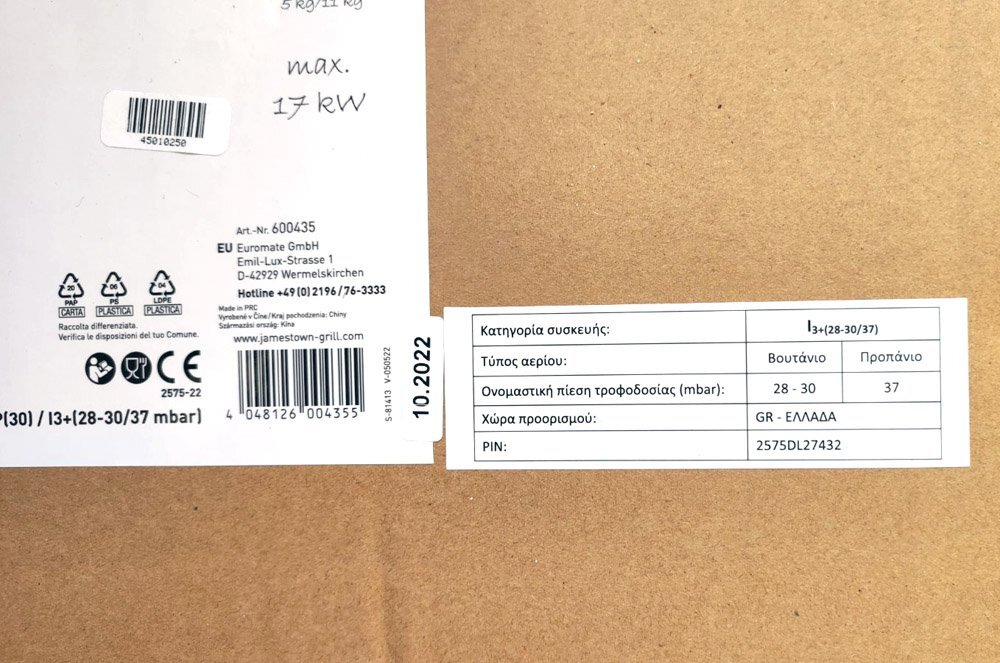 5 kg/11 kg
max.
17 kW
45010250
Art.-Nr. 600435
EU Euromate GmbH
Emil-Lux-Strasse 1
D-42929 Wermelskirchen
Hotline +49(0)2196/76-3333
Made in PRC
Vyrobené v Číne/Kraj pochodzenia: Chiny
Származási ország: Kína
www.jamestown-grill.com
20 06 04
PAP PS LDPE
CARTA PLASTICA PLASTICA
Raccolta differenziata.
Verifica le disposizioni del tuo Comune.
CE
2575-22
P(30) / I3+(28-30/37 mbar)
4 048126 004355
S-81413 V-050522
10.2022
Κατηγορία συσκευής: I3+(28-30/37)
Τύπος αερίου: Βουτάνιο Προπάνιο
Ονομαστική πίεση τροφοδοσίας (mbar): 28 - 30 37
Χώρα προορισμού: GR - ΕΛΛΑΔΑ
PIN: 2575DL27432